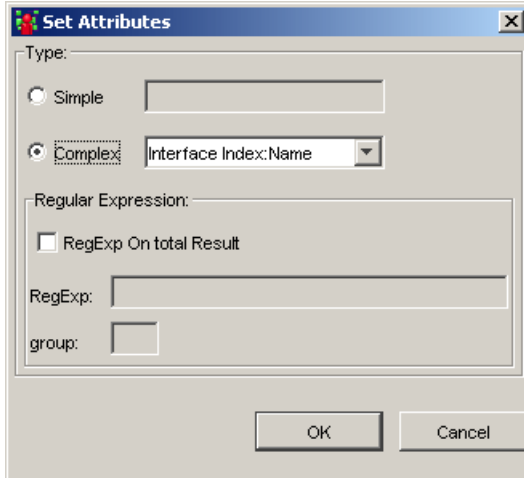 Set Attributes
Type:
Simple
Complex
Interface Index:Name
Regular Expression:
RegExp On total Result
RegExp:
group:
OK
Cancel